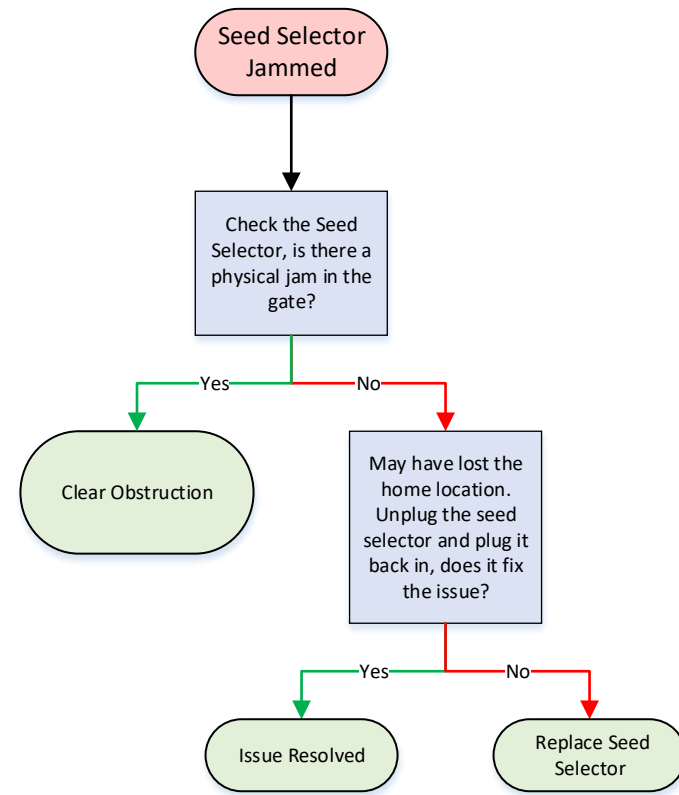 Seed Selector
Jammed
Check the Seed
Selector, is there a
physical jam in the
gate?
Yes
No
Clear Obstruction
May have lost the
home location.
Unplug the seed
selector and plug it
back in, does it fix
the issue?
Yes
No
Issue Resolved
Replace Seed
Selector